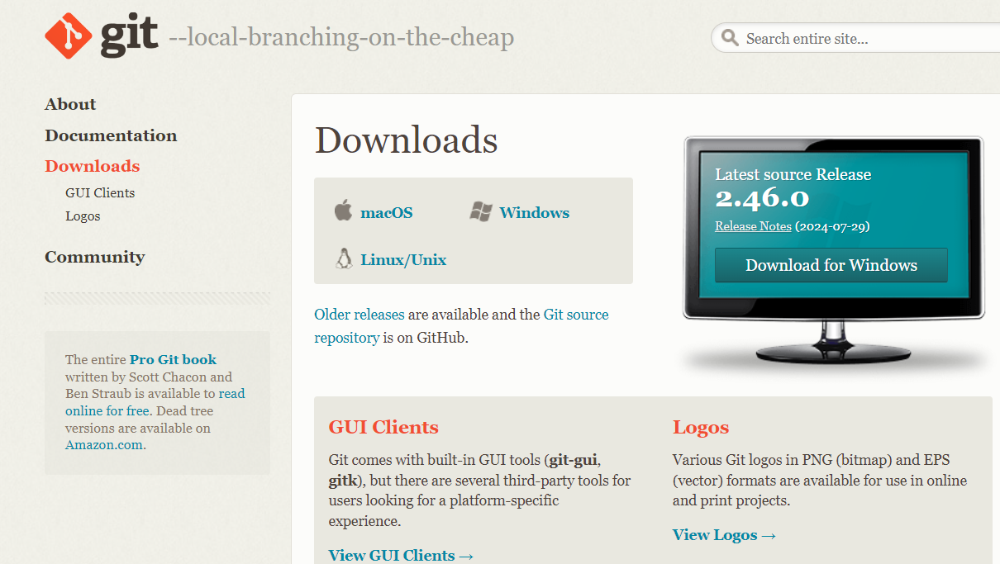 git --local-branching-on-the-cheap
Search entire site...
About
Documentation
Downloads
GUI Clients
Logos
Community
The entire Pro Git book
written by Scott Chacon and
Ben Straub is available to read
online for free. Dead tree
versions are available on
Amazon.com.
Downloads
macOS
Windows
Linux/Unix
Older releases are available and the Git source
repository is on GitHub.
Latest source Release
2.46.0
Release Notes (2024-07-29)
Download for Windows
GUI Clients
Git comes with built-in GUI tools (git-gui,
gitk), but there are several third-party tools for
users looking for a platform-specific
experience.
View GUI Clients →
Logos
Various Git logos in PNG (bitmap) and EPS
(vector) formats are available for use in online
and print projects.
View Logos →